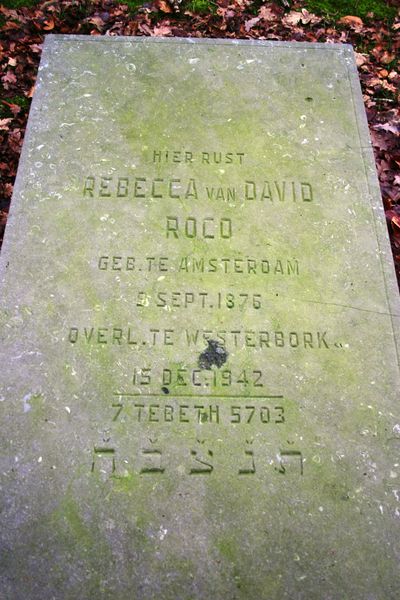 HIER RUST
REBECCA VAN DAVID
ROCO
GEB. TE AMSTERDAM
9 SEPT. 1876
OVERL. TE WESTERBORK
15 DEC. 1942
7 TEBETH 5703
ת נ צ ב ה